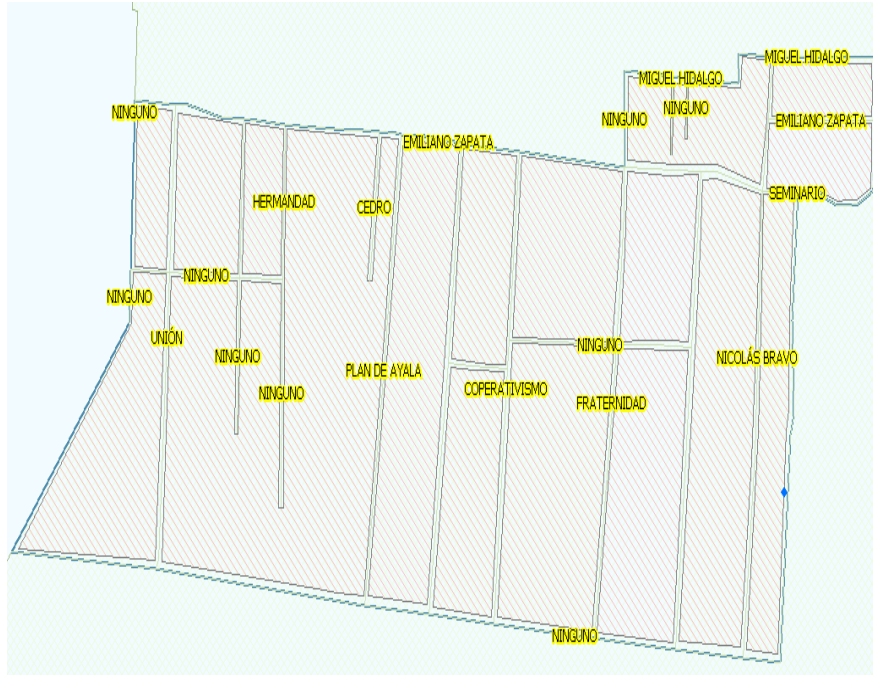 MIGUEL HIDALGO
MIGUEL HIDALGO
NINGUNO
NINGUNO
NINGUNO
EMILIANO ZAPATA
EMILIANO ZAPATA
SEMINARIO
HERMANDAD
CEDRO
NINGUNO
NINGUNO
UNIÓN
NINGUNO
NINGUNO
NICOLÁS BRAVO
PLAN DE AYALA
COPERATIVISMO
NINGUNO
FRATERNIDAD
NINGUNO